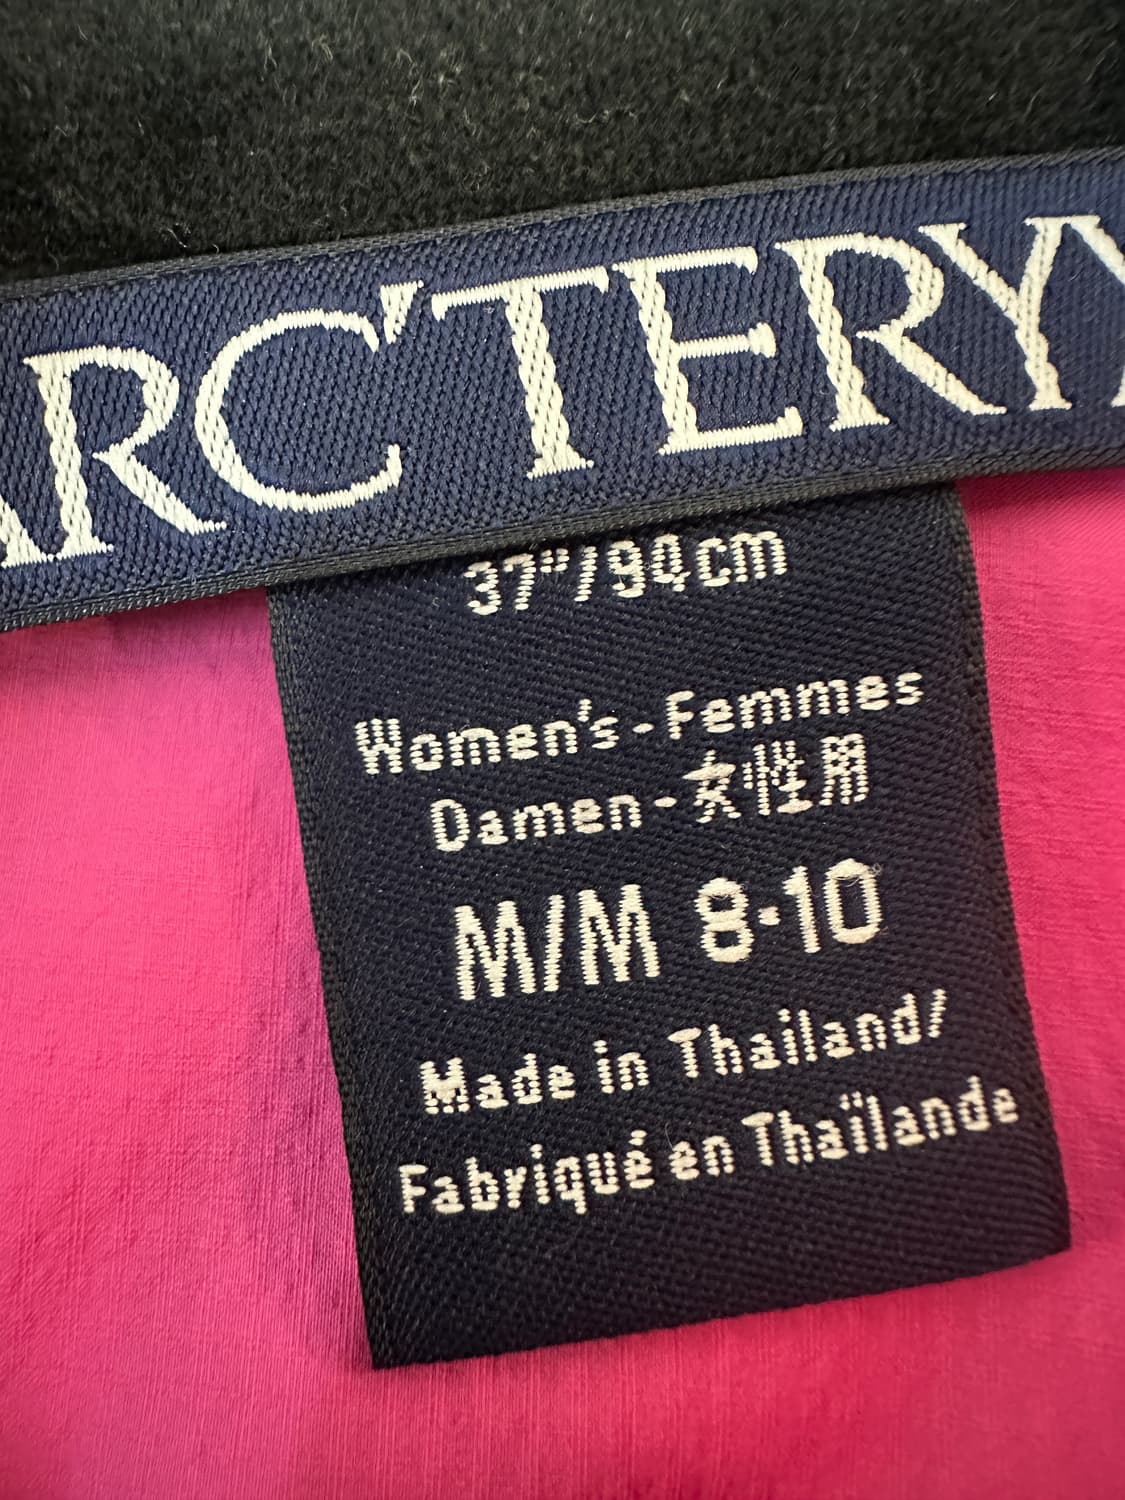 ARC'TERY
37"/94cm
Women's-Femmes
Damen-女性用
M/M 8-10
Made in Thailand/
Fabriqué en Thaïlande